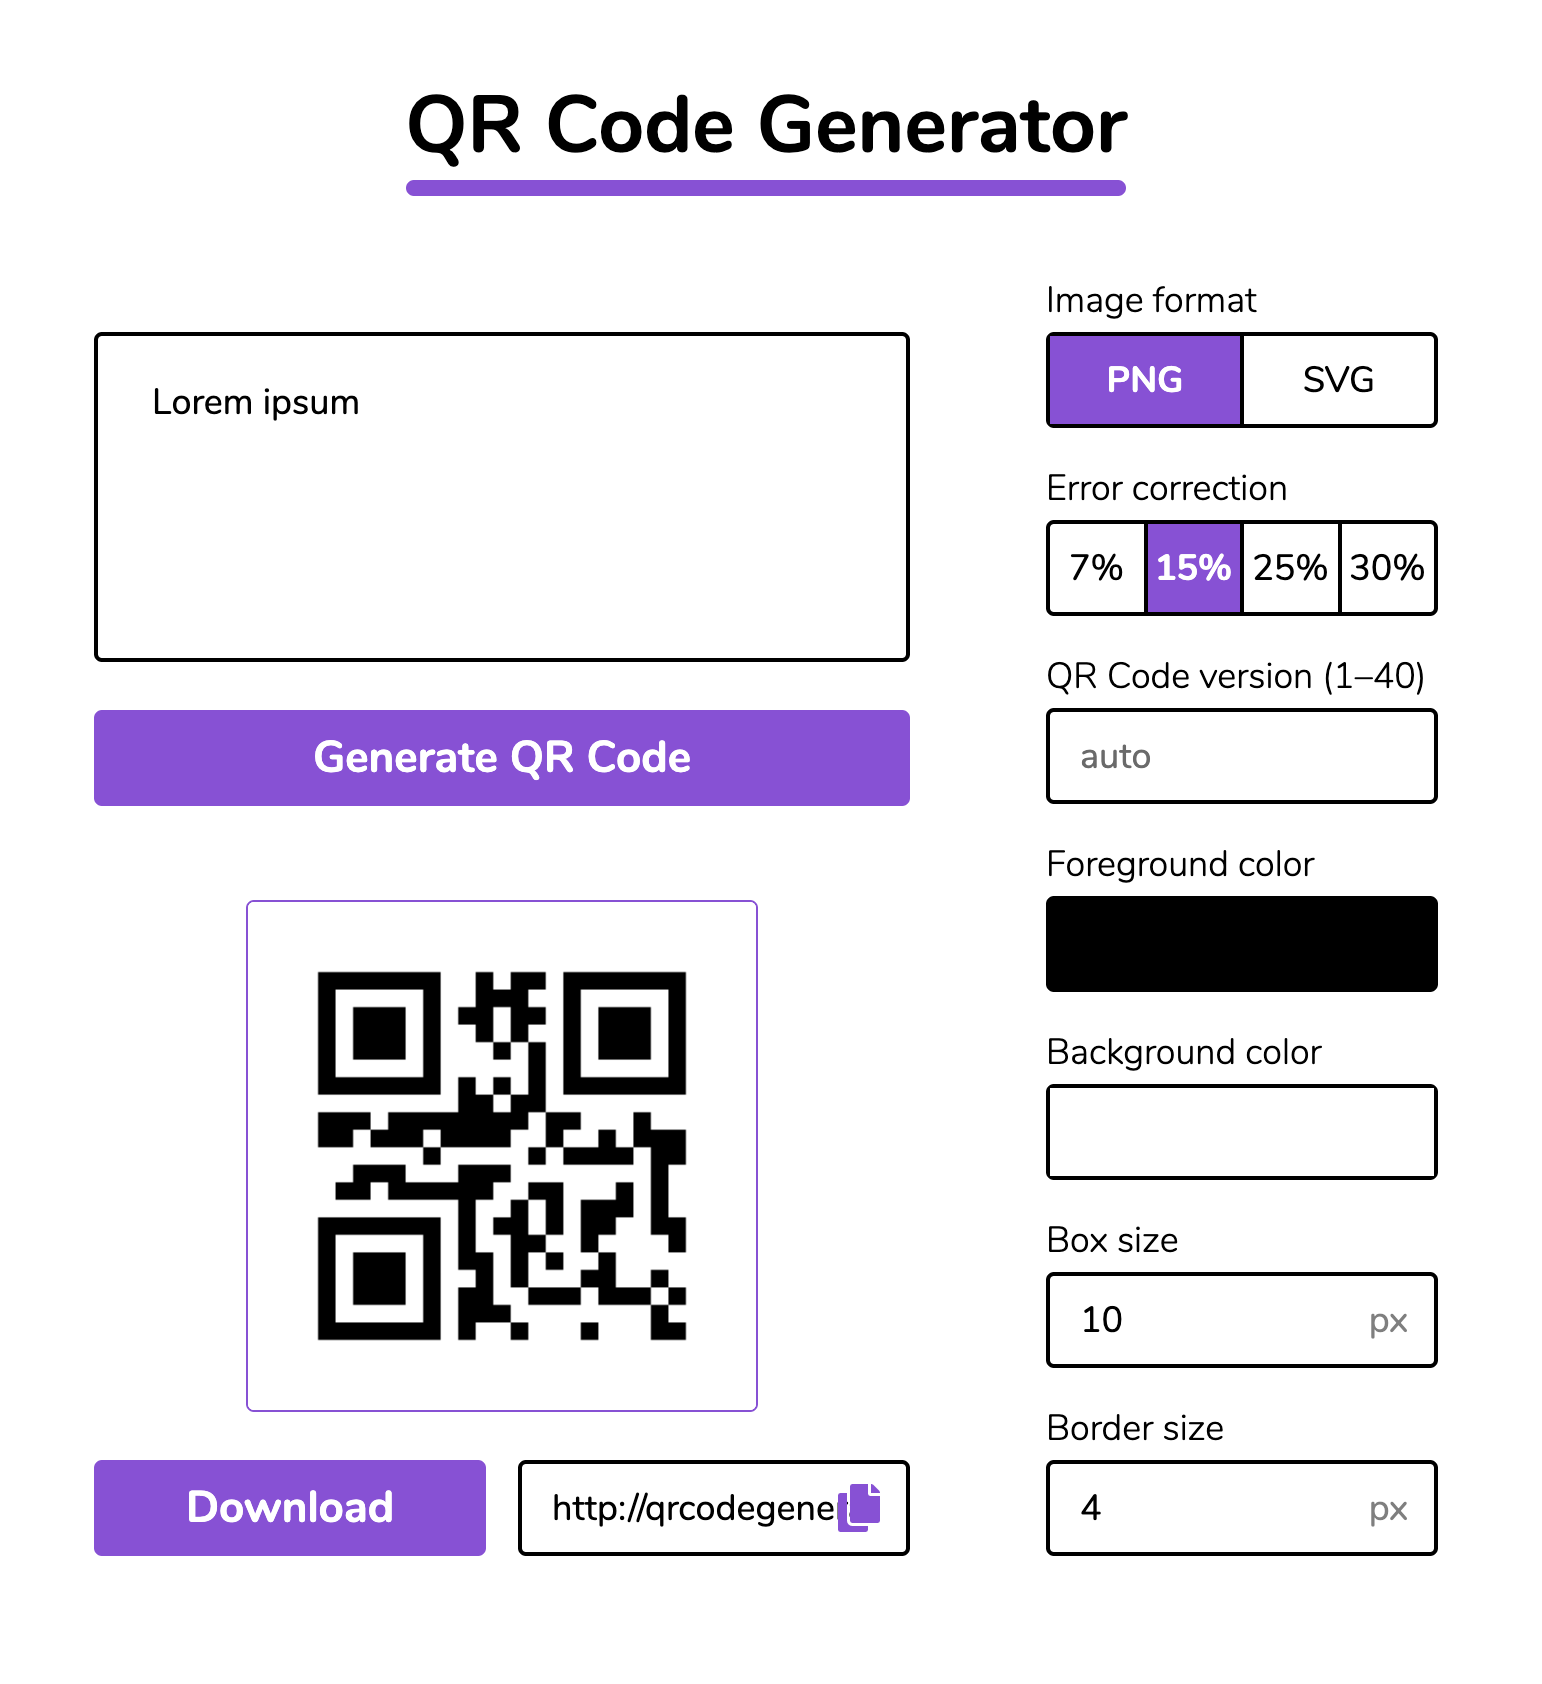 QR Code Generator
Lorem ipsum
Generate QR Code
Download
http://qrcodegene
Image format
PNG
SVG
Error correction
7%
15%
25%
30%
QR Code version (1–40)
auto
Foreground color
Background color
Box size
10
px
Border size
4
px